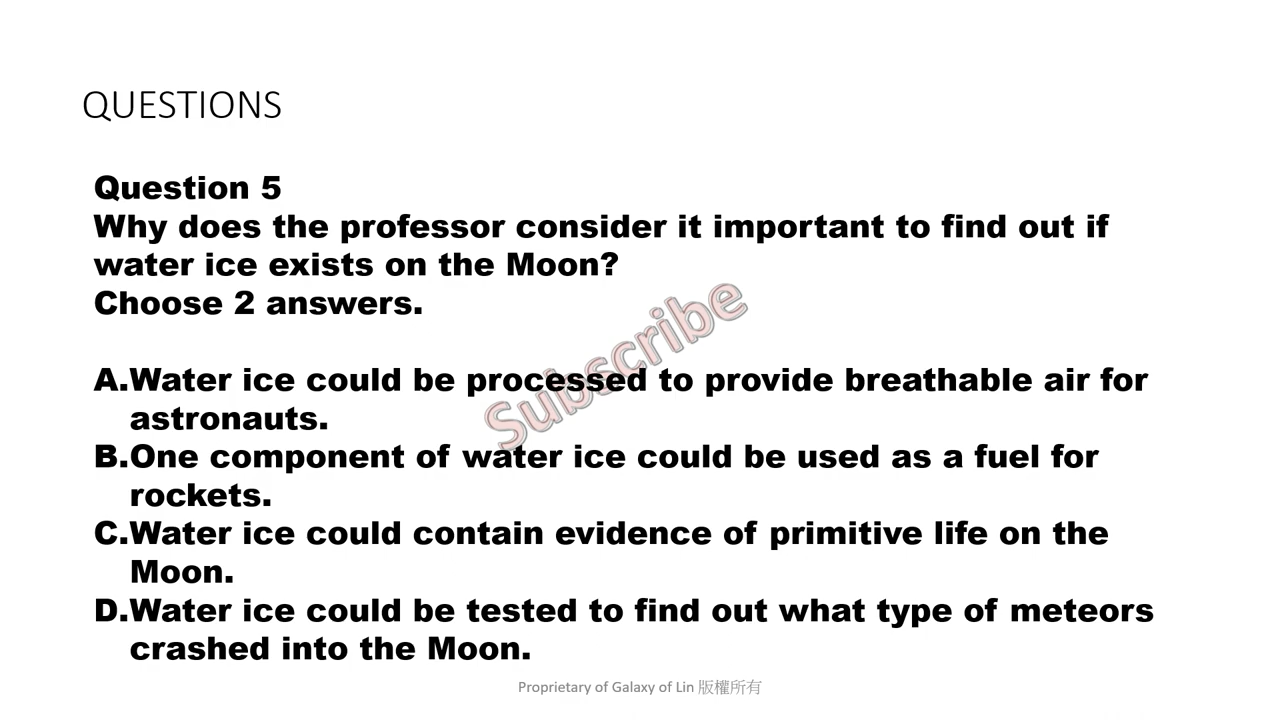 QUESTIONS
Question 5
Why does the professor consider it important to find out if
water ice exists on the Moon?
Choose 2 answers.
Subscribe
A.Water ice could be processed to provide breathable air for
astronauts.
B.One component of water ice could be used as a fuel for
rockets.
C.Water ice could contain evidence of primitive life on the
Moon.
D.Water ice could be tested to find out what type of meteors
crashed into the Moon.
Proprietary of Galaxy of Lin 版權所有